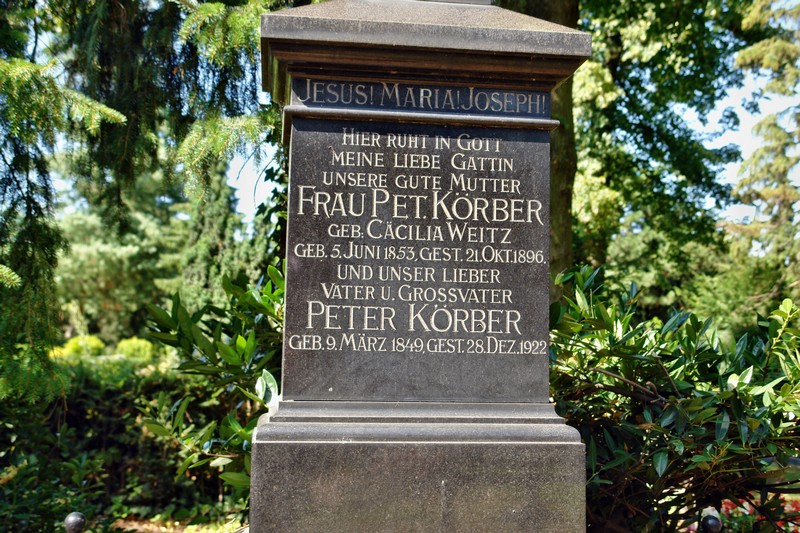 JESUS! MARIA! JOSEPH!
HIER RUHT IN GOTT
MEINE LIEBE GATTIN
UNSERE GUTE MUTTER
FRAU PET. KÖRBER
GEB. CÄCILIA WEITZ
GEB. 5. JUNI 1853, GEST. 21. OKT. 1896.
UND UNSER LIEBER
VATER U. GROSSVATER
PETER KÖRBER
GEB. 9. MÄRZ 1849, GEST. 28. DEZ. 1922